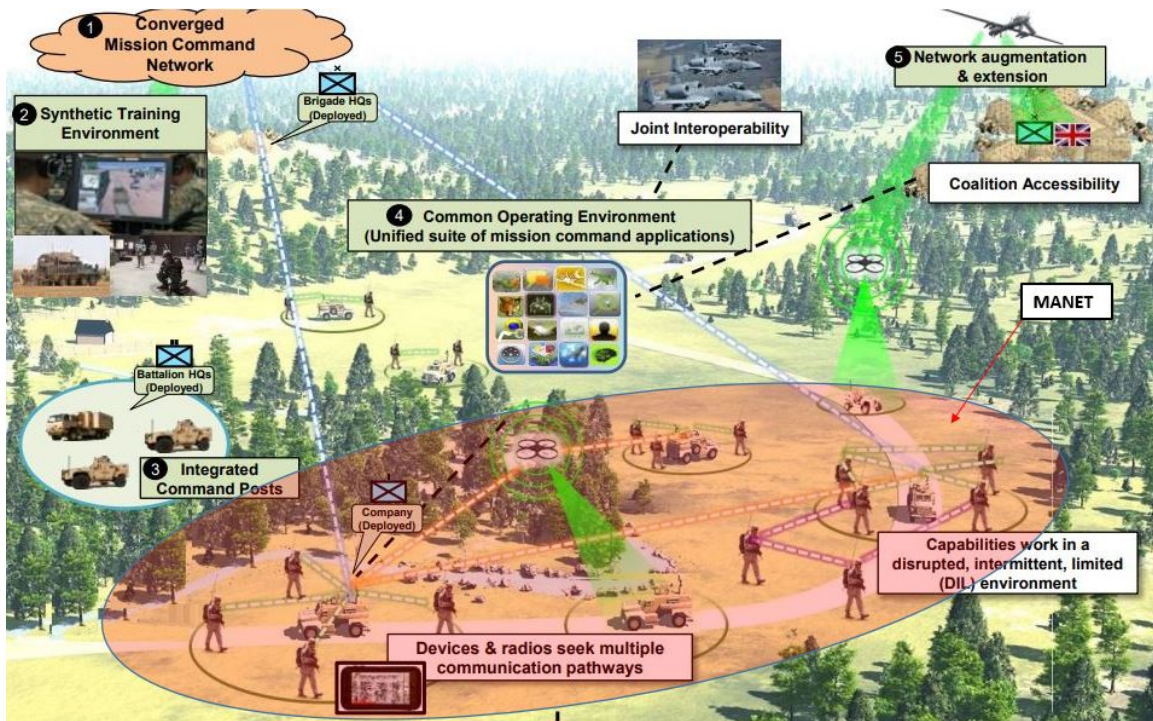 1 Converged
Mission Command
Network
2 Synthetic Training
Environment
Brigade HQs
(Deployed)
Joint Interoperability
5 Network augmentation
& extension
Coalition Accessibility
4 Common Operating Environment
(Unified suite of mission command applications)
MANET
Battalion HQs
(Deployed)
3 Integrated
Command Posts
Company
(Deployed)
Capabilities work in a
disrupted, intermittent, limited
(DIL) environment
Devices & radios seek multiple
communication pathways